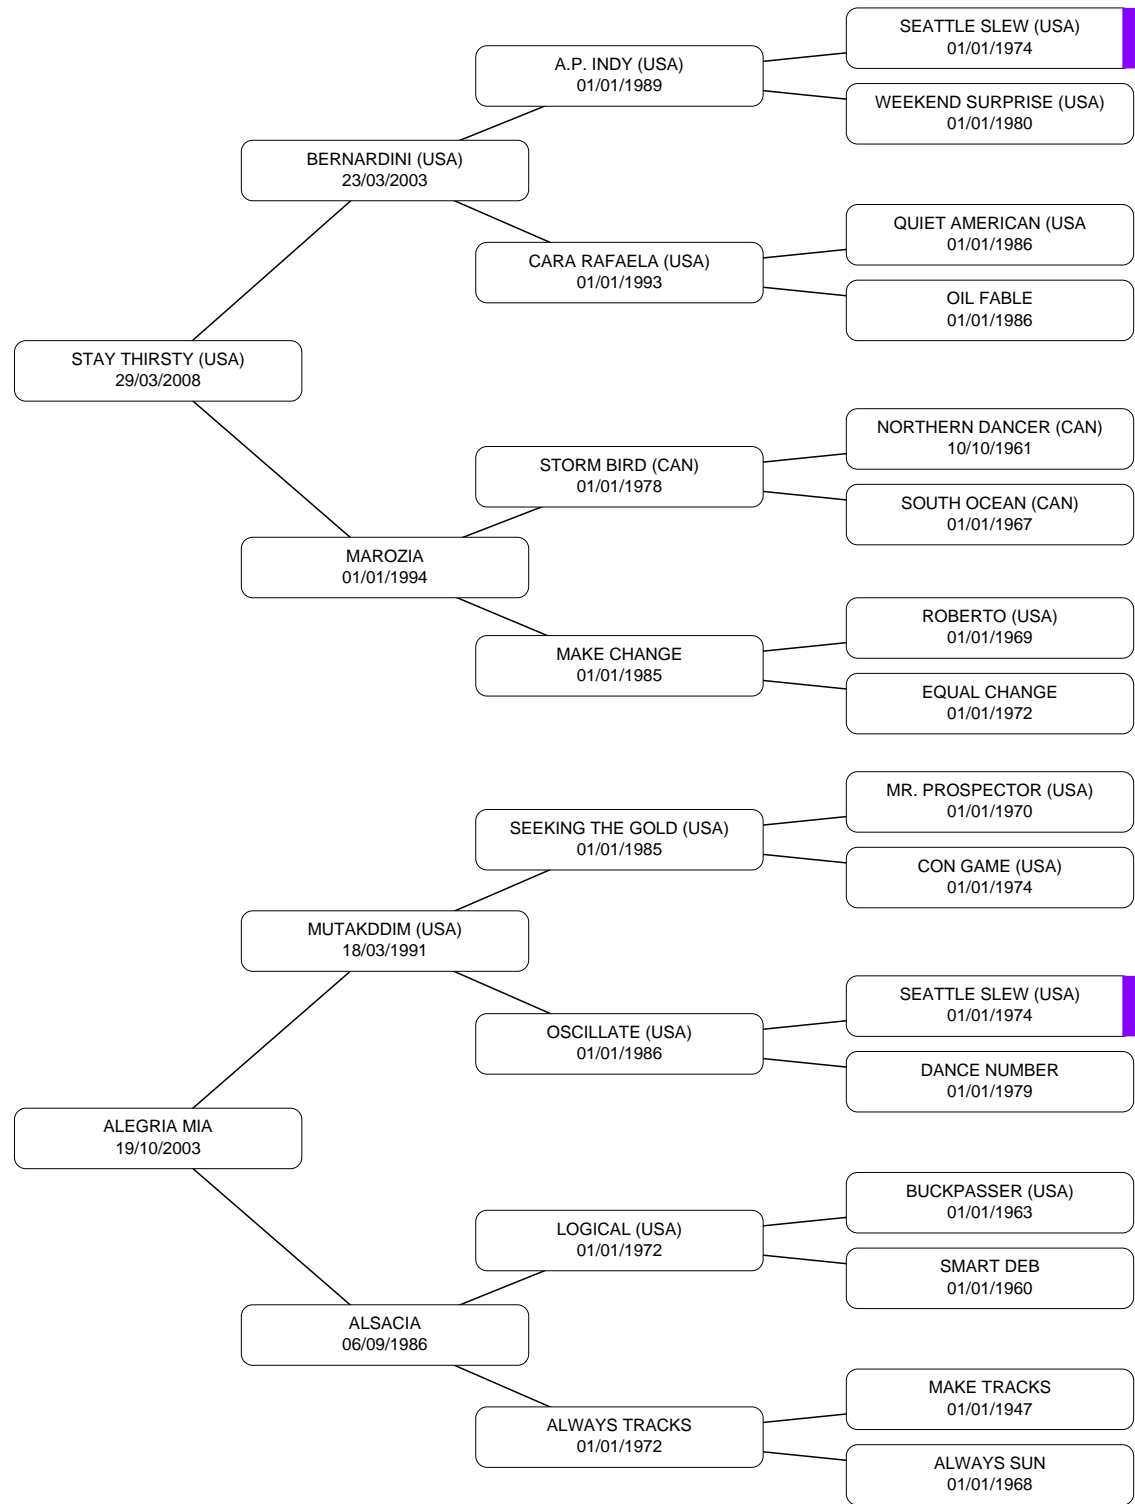 SEATTLE SLEW (USA)
01/01/1974
A.P. INDY (USA)
01/01/1989
WEEKEND SURPRISE (USA)
01/01/1980
BERNARDINI (USA)
23/03/2003
QUIET AMERICAN (USA
01/01/1986
CARA RAFAELA (USA)
01/01/1993
OIL FABLE
01/01/1986
STAY THIRSTY (USA)
29/03/2008
NORTHERN DANCER (CAN)
10/10/1961
STORM BIRD (CAN)
01/01/1978
SOUTH OCEAN (CAN)
01/01/1967
MAROZIA
01/01/1994
ROBERTO (USA)
01/01/1969
MAKE CHANGE
01/01/1985
EQUAL CHANGE
01/01/1972
MR. PROSPECTOR (USA)
01/01/1970
SEEKING THE GOLD (USA)
01/01/1985
CON GAME (USA)
01/01/1974
MUTAKDDIM (USA)
18/03/1991
SEATTLE SLEW (USA)
01/01/1974
OSCILLATE (USA)
01/01/1986
DANCE NUMBER
01/01/1979
ALEGRIA MIA
19/10/2003
BUCKPASSER (USA)
01/01/1963
LOGICAL (USA)
01/01/1972
SMART DEB
01/01/1960
ALSACIA
06/09/1986
MAKE TRACKS
01/01/1947
ALWAYS TRACKS
01/01/1972
ALWAYS SUN
01/01/1968